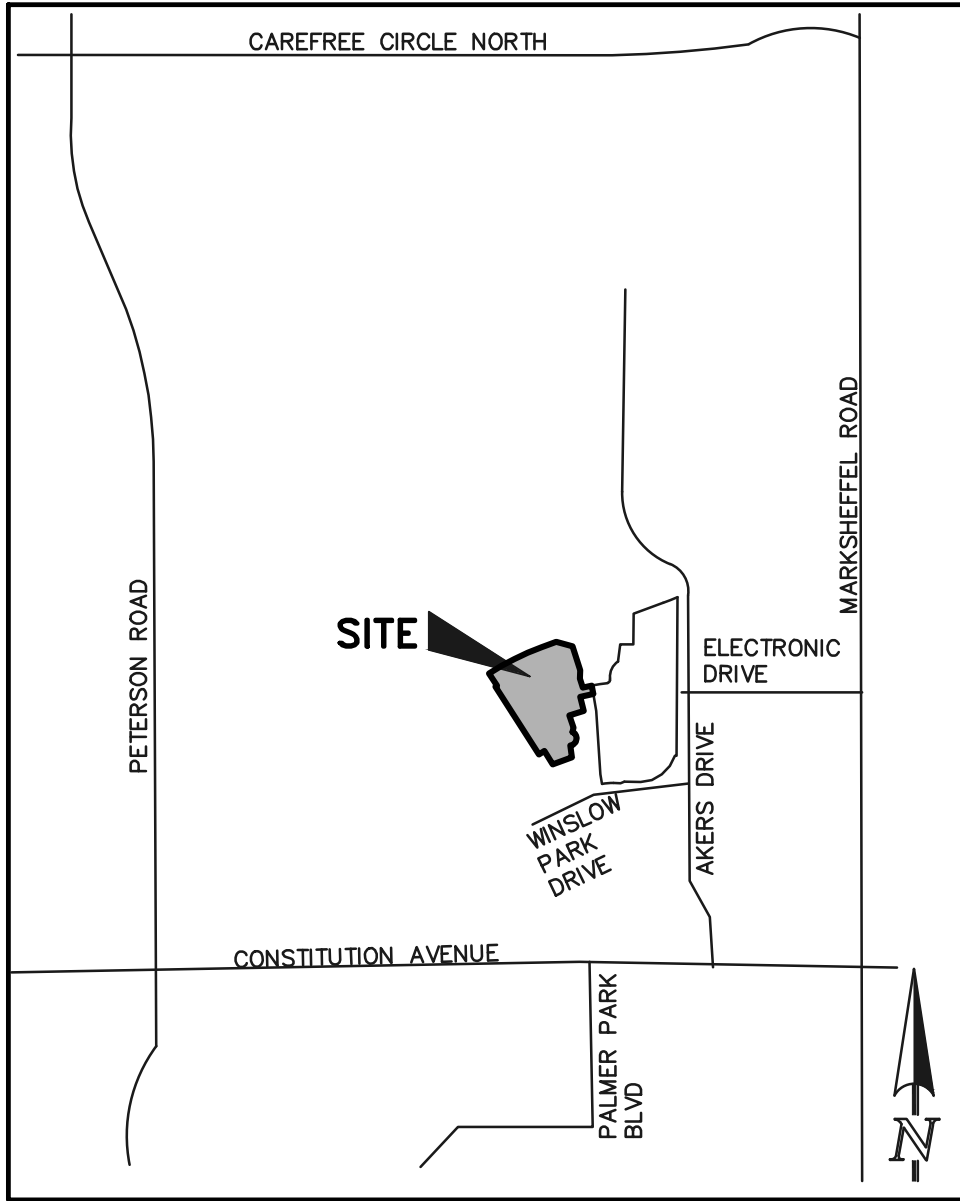 CAREFREE CIRCLE NORTH
MARKSHEFFEL ROAD
PETERSON ROAD
SITE
ELECTRONIC
DRIVE
AKERS DRIVE
WINSLOW
PARK
DRIVE
CONSTITUTION AVENUE
PALMER PARK
BLVD
N